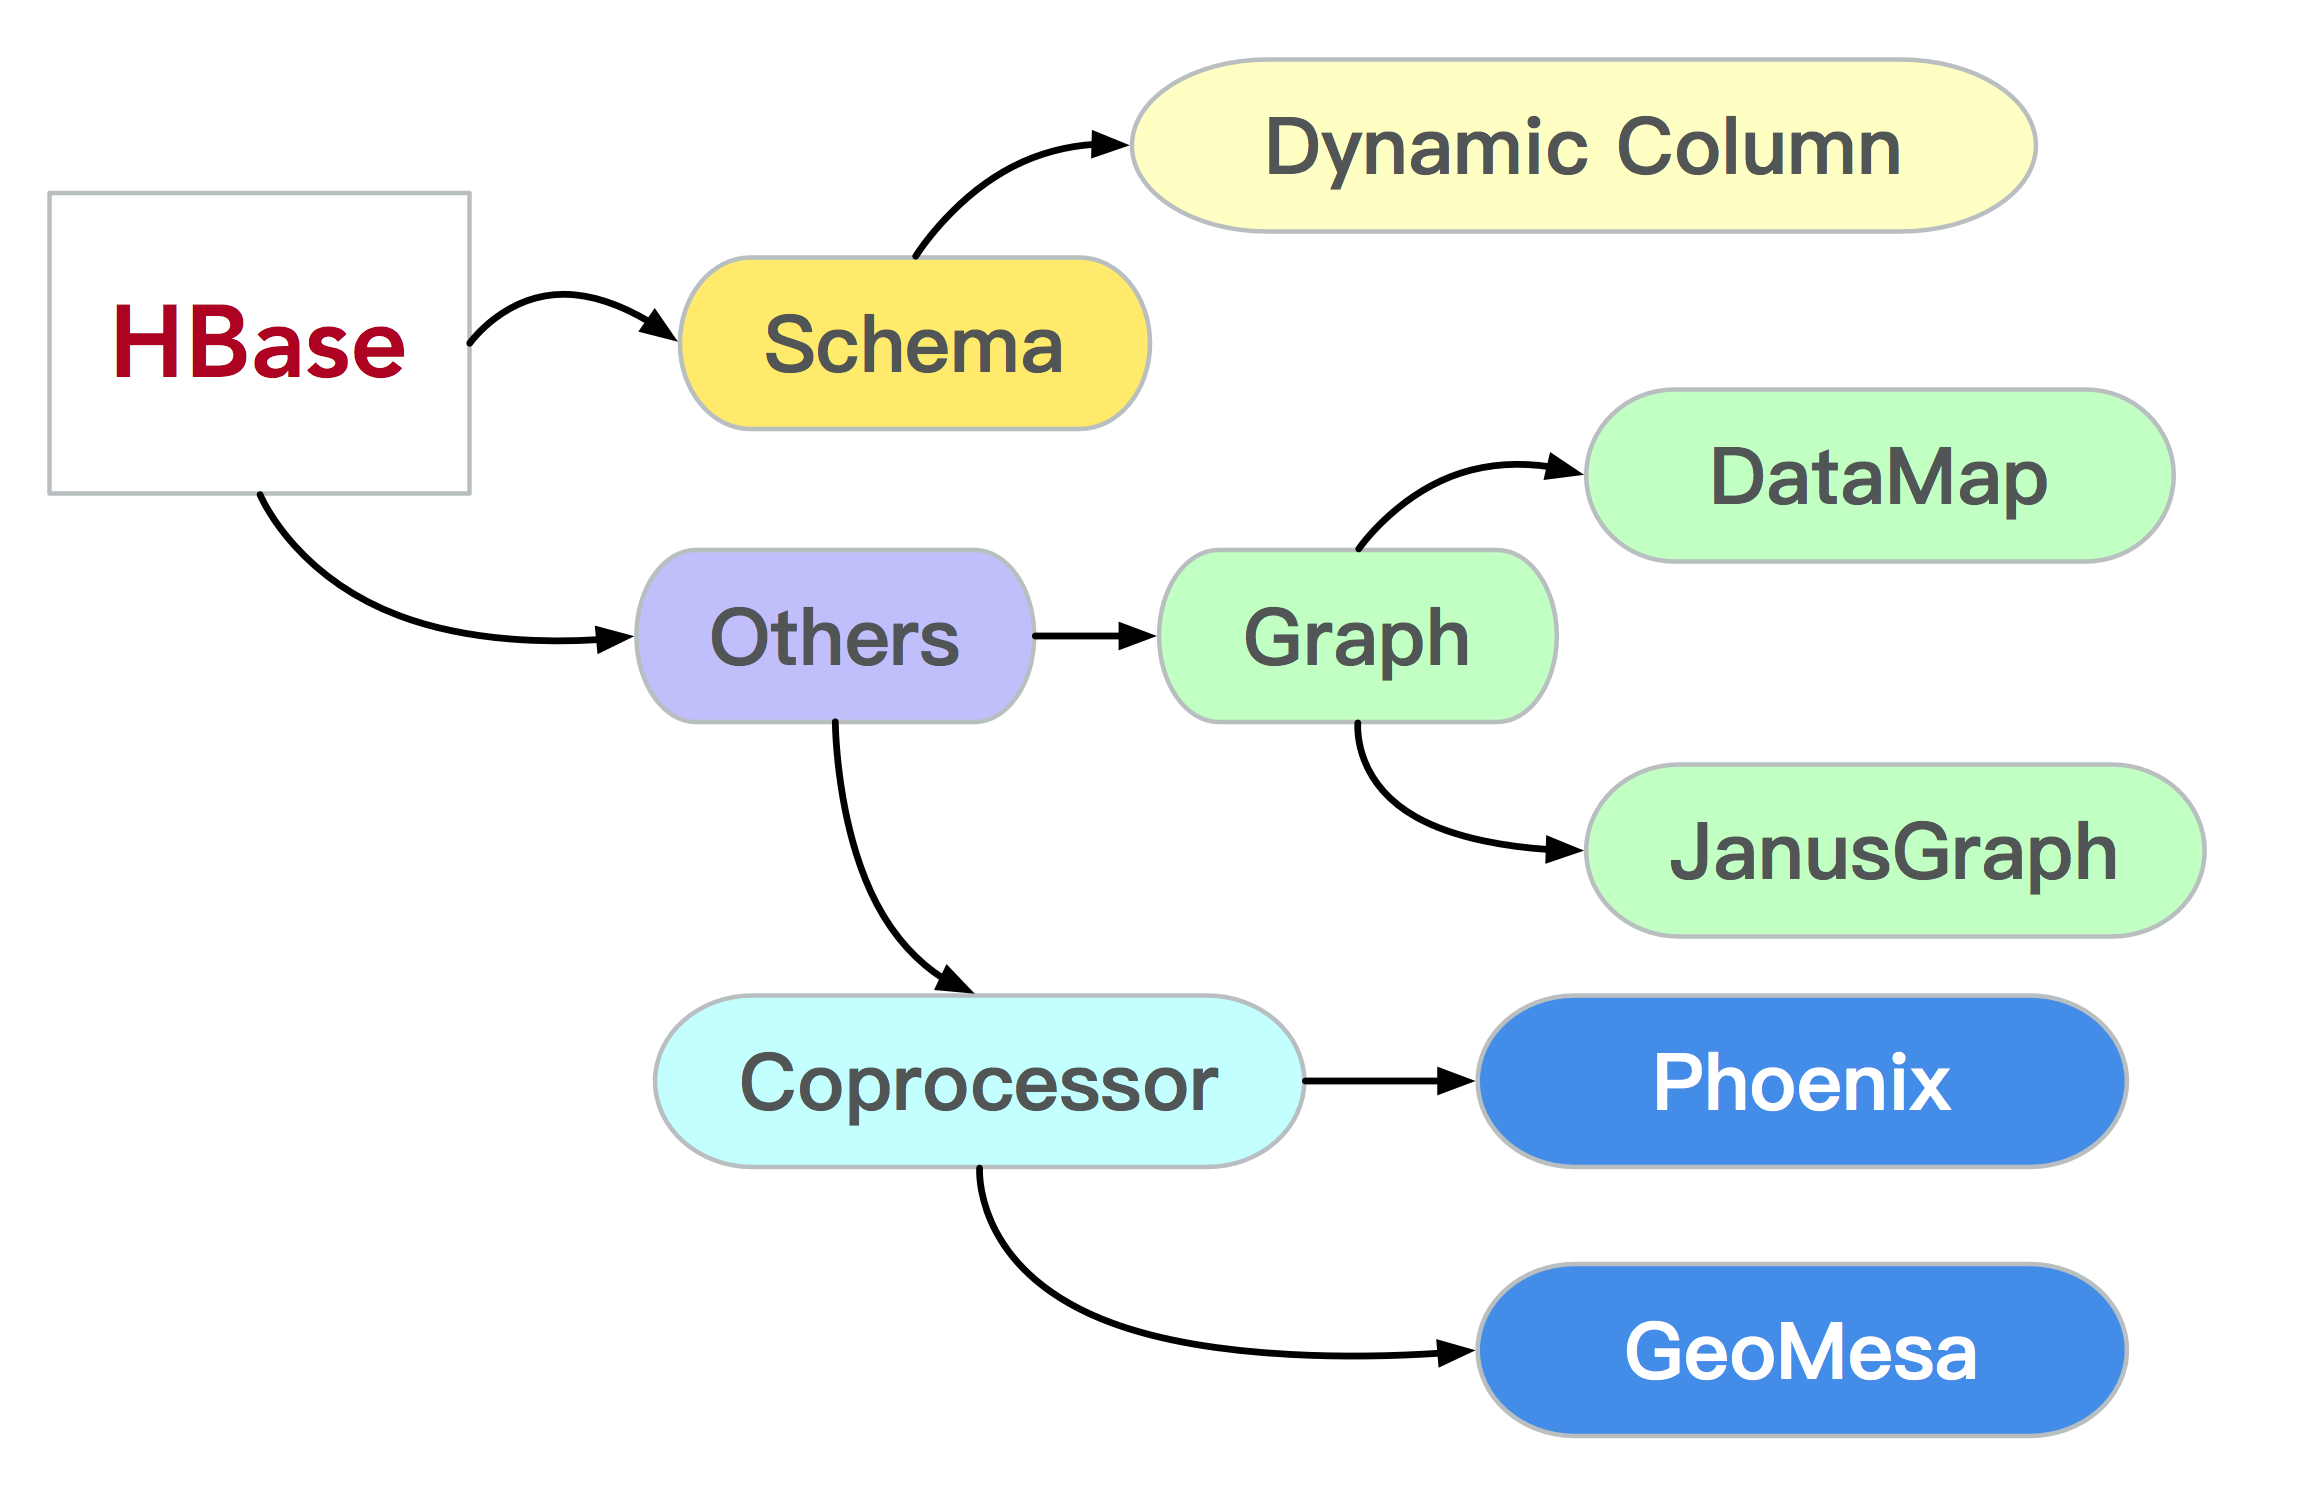 Dynamic Column
HBase
Schema
DataMap
Others
Graph
JanusGraph
Coprocessor
Phoenix
GeoMesa